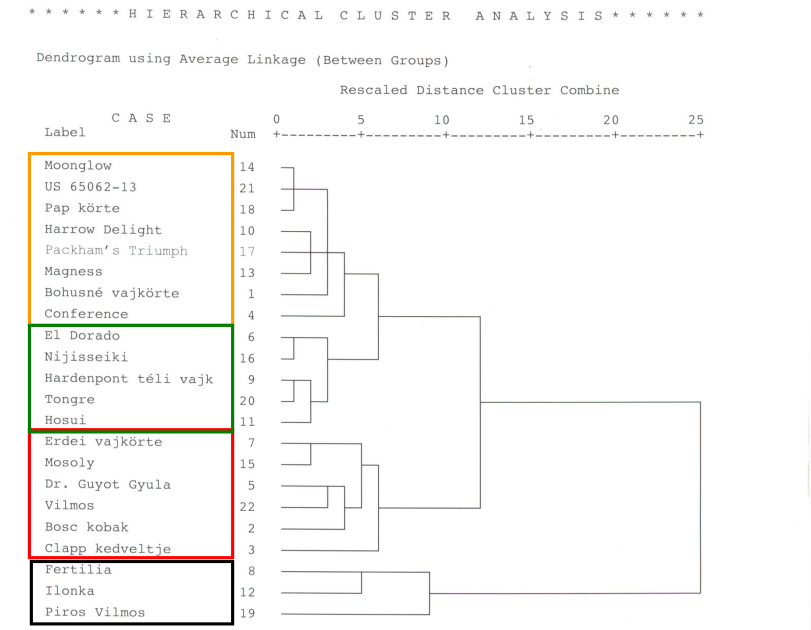 * * * * * * H I E R A R C H I C A L  C L U S T E R  A N A L Y S I S * * * * * *
Dendrogram using Average Linkage (Between Groups)
Rescaled Distance Cluster Combine
C A S E 0 5 10 15 20 25
Label Num +---------+---------+---------+---------+---------+
Moonglow 14
US 65062-13 21
Pap körte 18
Harrow Delight 10
Packham's Triumph 17
Magness 13
Bohusné vajkörte 1
Conference 4
El Dorado 6
Nijisseiki 16
Hardenpont téli vajk 9
Tongre 20
Hosui 11
Erdei vajkörte 7
Mosoly 15
Dr. Guyot Gyula 5
Vilmos 22
Bosc kobak 2
Clapp kedveltje 3
Fertilia 8
Ilonka 12
Piros Vilmos 19